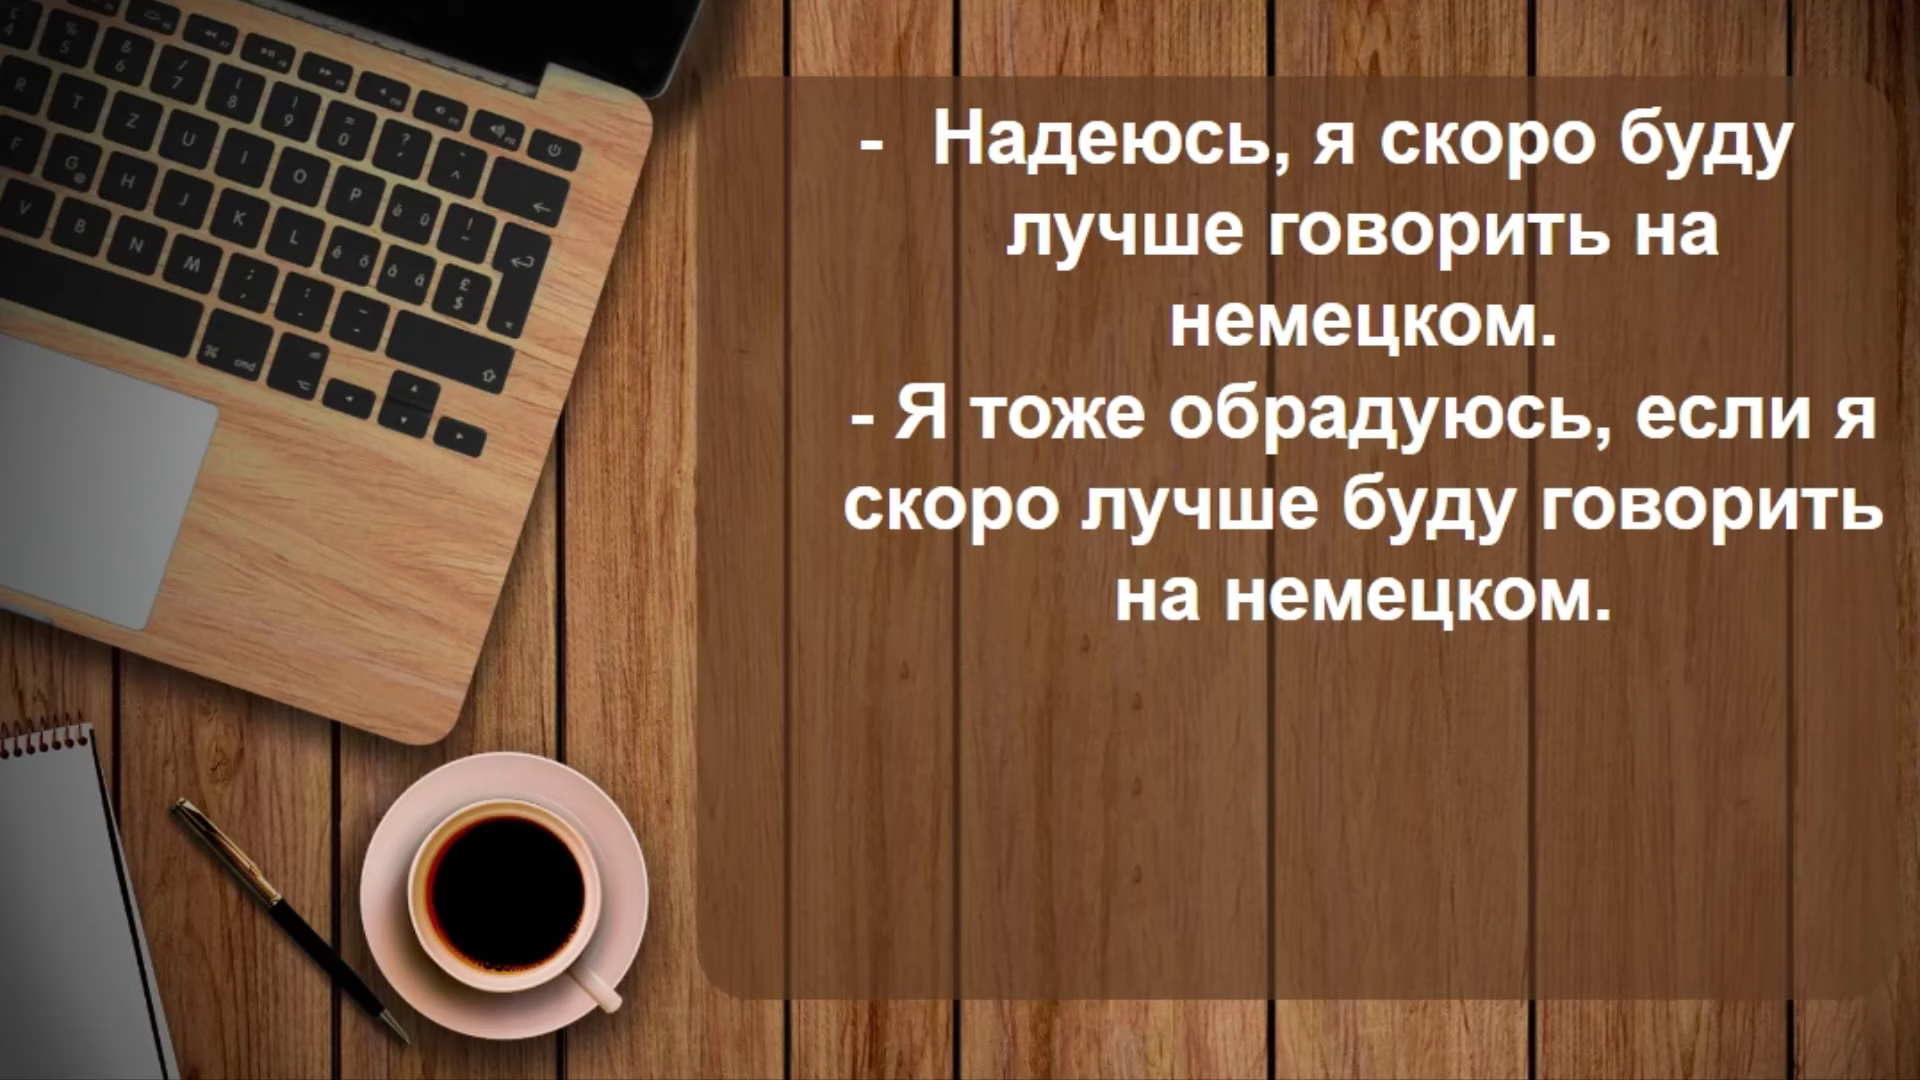 - Надеюсь, я скоро буду
лучше говорить на
немецком.
- Я тоже обрадуюсь, если я
скоро лучше буду говорить
на немецком.